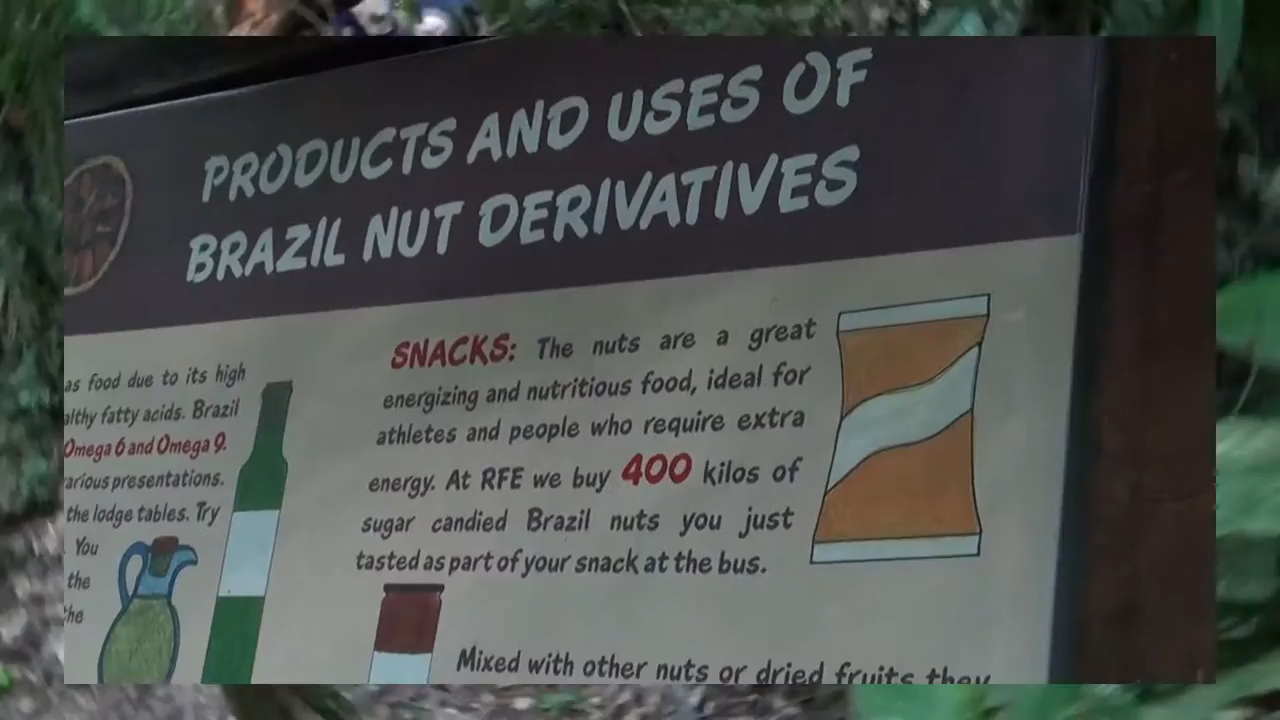 PRODUCTS AND USES OF
BRAZIL NUT DERIVATIVES
as food due to its high
althy fatty acids. Brazil
Omega 6 and Omega 9.
arious presentations.
the lodge tables. Try
You
the
the
SNACKS: The nuts are a great
energizing and nutritious food, ideal for
athletes and people who require extra
energy. At RFE we buy 400 kilos of
sugar candied Brazil nuts you just
tasted as part of your snack at the bus.
Mixed with other nuts or dried fruits they